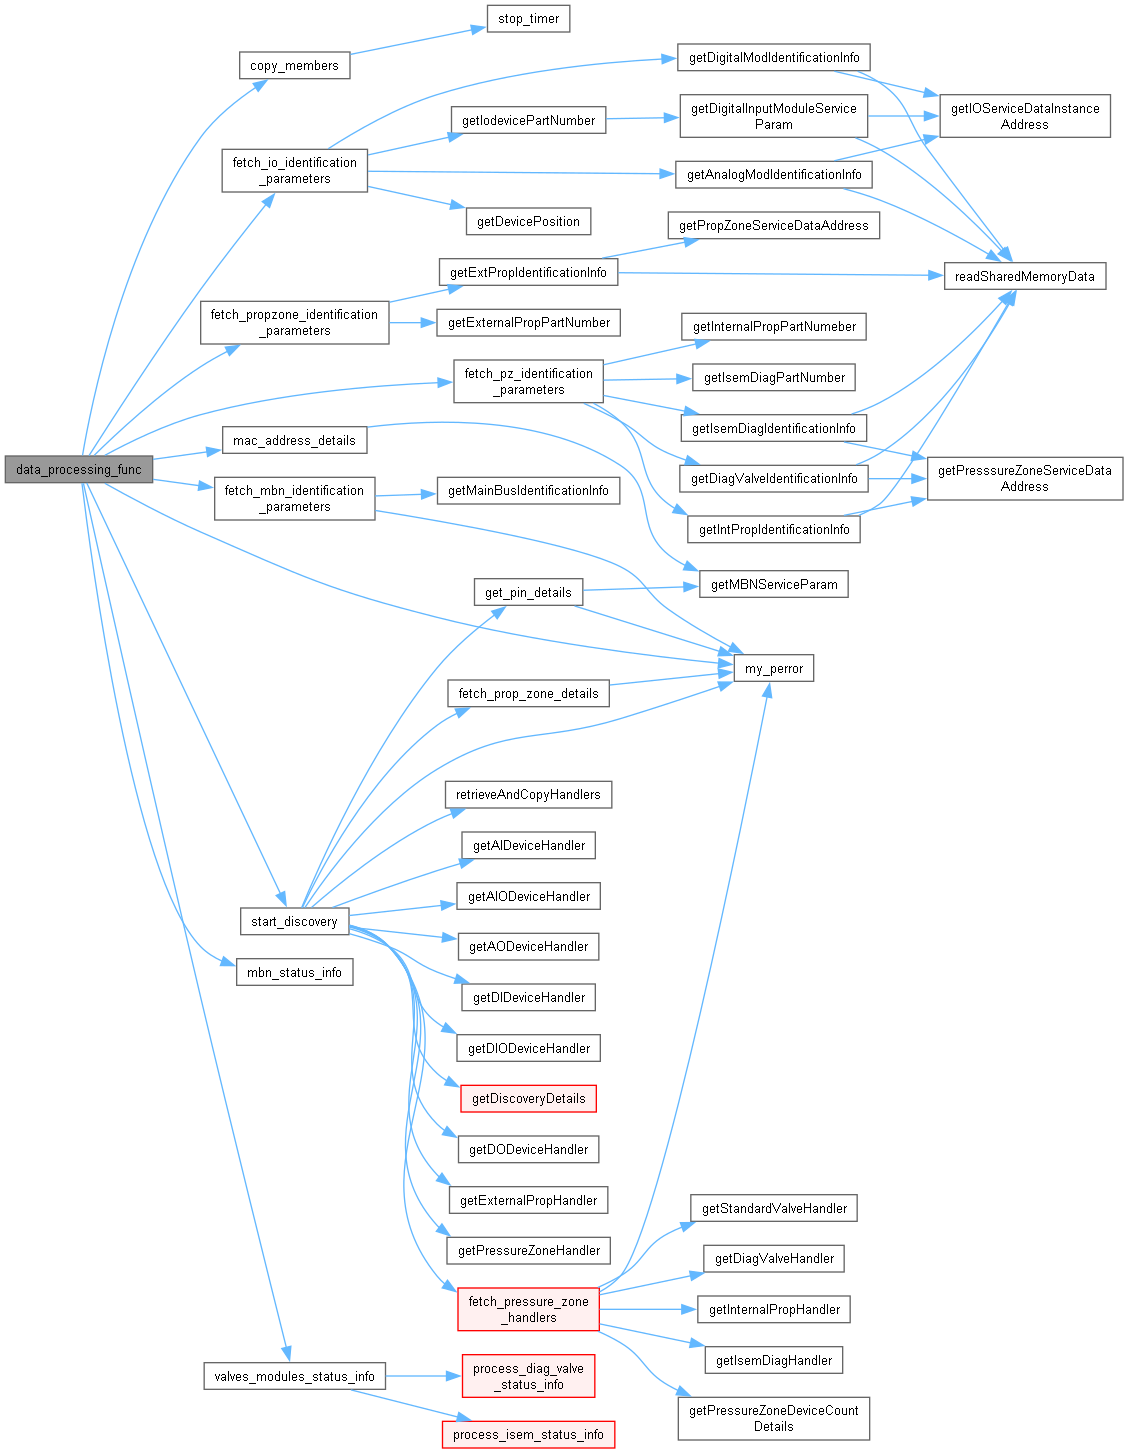 stop_timer
copy_members
getDigitalModIdentificationInfo
getIOServiceDataInstance
Address
getIodevicePartNumber
getDigitalInputModuleService
Param
fetch_io_identification
_parameters
getAnalogModIdentificationInfo
getDevicePosition
getPropZoneServiceDataAddress
getExtPropIdentificationInfo
readSharedMemoryData
fetch_propzone_identification
_parameters
getExternalPropPartNumber
getInternalPropPartNumeber
fetch_pz_identification
_parameters
getIsemDiagPartNumber
getIsemDiagIdentificationInfo
mac_address_details
data_processing_func
getDiagValveIdentificationInfo
getPresssureZoneServiceData
Address
fetch_mbn_identification
_parameters
getMainBusIdentificationInfo
getIntPropIdentificationInfo
get_pin_details
getMBNServiceParam
my_perror
fetch_prop_zone_details
retrieveAndCopyHandlers
getAIDeviceHandler
getAIODeviceHandler
start_discovery
getAODeviceHandler
mbn_status_info
getDIDeviceHandler
getDIODeviceHandler
getDiscoveryDetails
getDODeviceHandler
getExternalPropHandler
getStandardValveHandler
getPressureZoneHandler
getDiagValveHandler
fetch_pressure_zone
_handlers
getInternalPropHandler
getIsemDiagHandler
valves_modules_status_info
process_diag_valve
_status_info
getPressureZoneDeviceCount
Details
process_isem_status_info